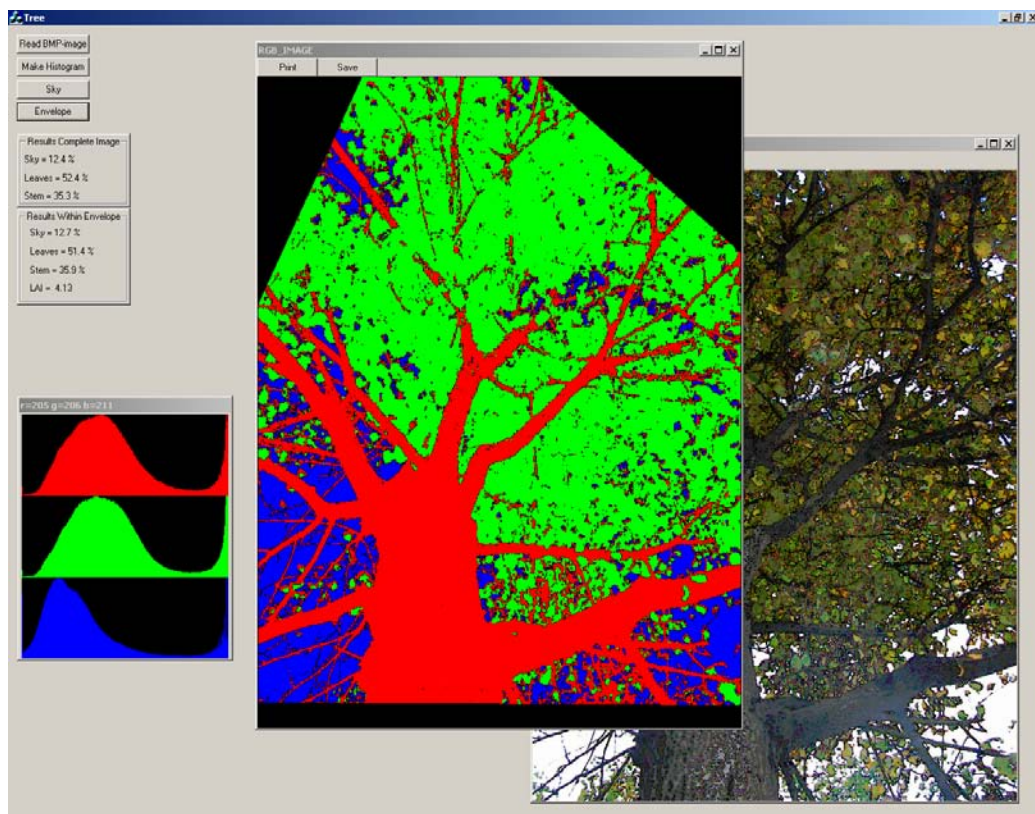 Tree
Read BMP-image
Make Histogram
Sky
Envelope
Results Complete Image
Sky = 12.4 %
Leaves = 52.4 %
Stem = 35.3 %
Results Within Envelope
Sky = 12.7 %
Leaves = 51.4 %
Stem = 35.9 %
LAI = 4.13
r=205 g=206 b=211
RGB_IMAGE
Print
Save